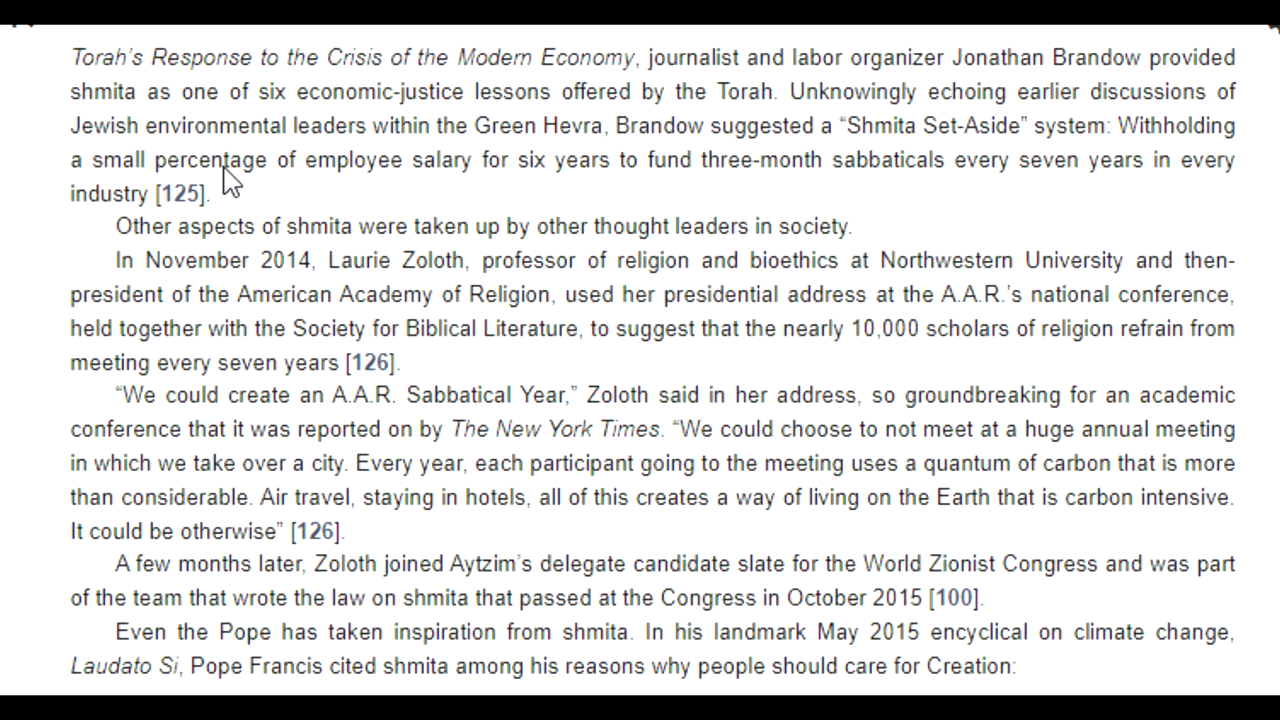 Torah's Response to the Crisis of the Modern Economy, journalist and labor organizer Jonathan Brandow provided
shmita as one of six economic-justice lessons offered by the Torah. Unknowingly echoing earlier discussions of
Jewish environmental leaders within the Green Hevra, Brandow suggested a “Shmita Set-Aside” system: Withholding
a small percentage of employee salary for six years to fund three-month sabbaticals every seven years in every
industry [125].
Other aspects of shmita were taken up by other thought leaders in society.
In November 2014, Laurie Zoloth, professor of religion and bioethics at Northwestern University and then-
president of the American Academy of Religion, used her presidential address at the A.A.R.'s national conference,
held together with the Society for Biblical Literature, to suggest that the nearly 10,000 scholars of religion refrain from
meeting every seven years [126].
“We could create an A.A.R. Sabbatical Year,” Zoloth said in her address, so groundbreaking for an academic
conference that it was reported on by The New York Times. “We could choose to not meet at a huge annual meeting
in which we take over a city. Every year, each participant going to the meeting uses a quantum of carbon that is more
than considerable. Air travel, staying in hotels, all of this creates a way of living on the Earth that is carbon intensive.
It could be otherwise” [126].
A few months later, Zoloth joined Aytzim's delegate candidate slate for the World Zionist Congress and was part
of the team that wrote the law on shmita that passed at the Congress in October 2015 [100].
Even the Pope has taken inspiration from shmita. In his landmark May 2015 encyclical on climate change,
Laudato Si, Pope Francis cited shmita among his reasons why people should care for Creation: